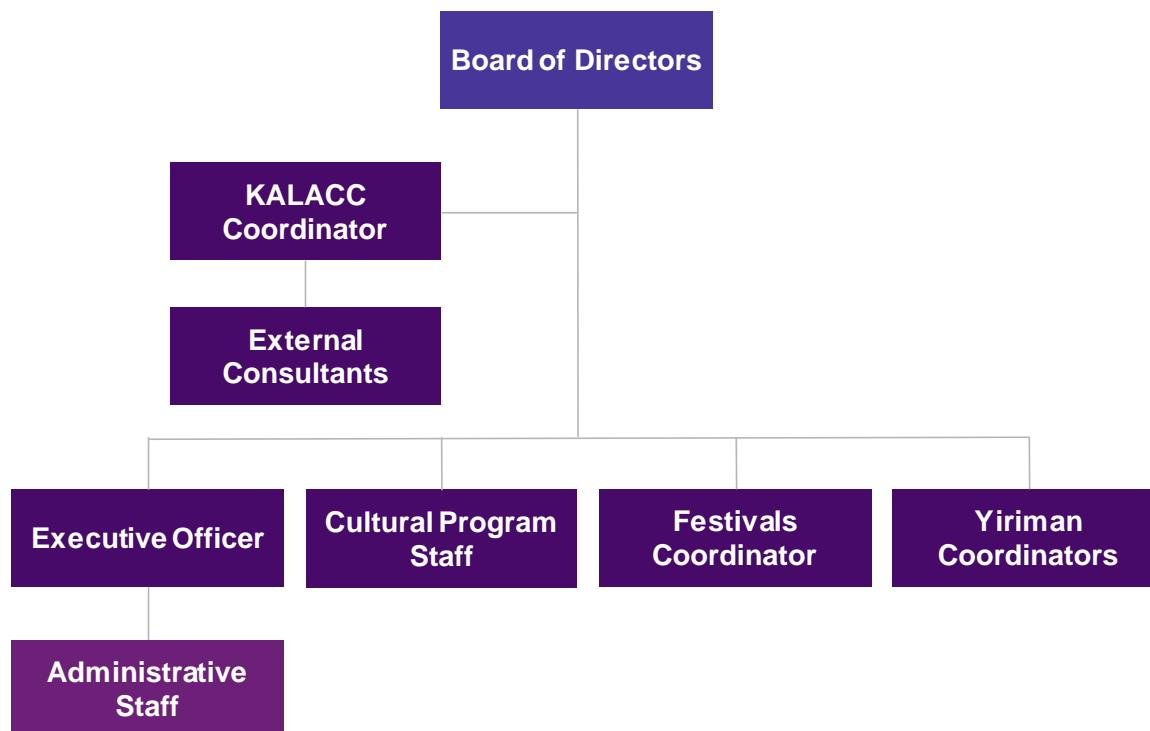 Board of Directors
KALACC
Coordinator
External
Consultants
Executive Officer
Cultural Program
Staff
Festivals
Coordinator
Yiriman
Coordinators
Administrative
Staff